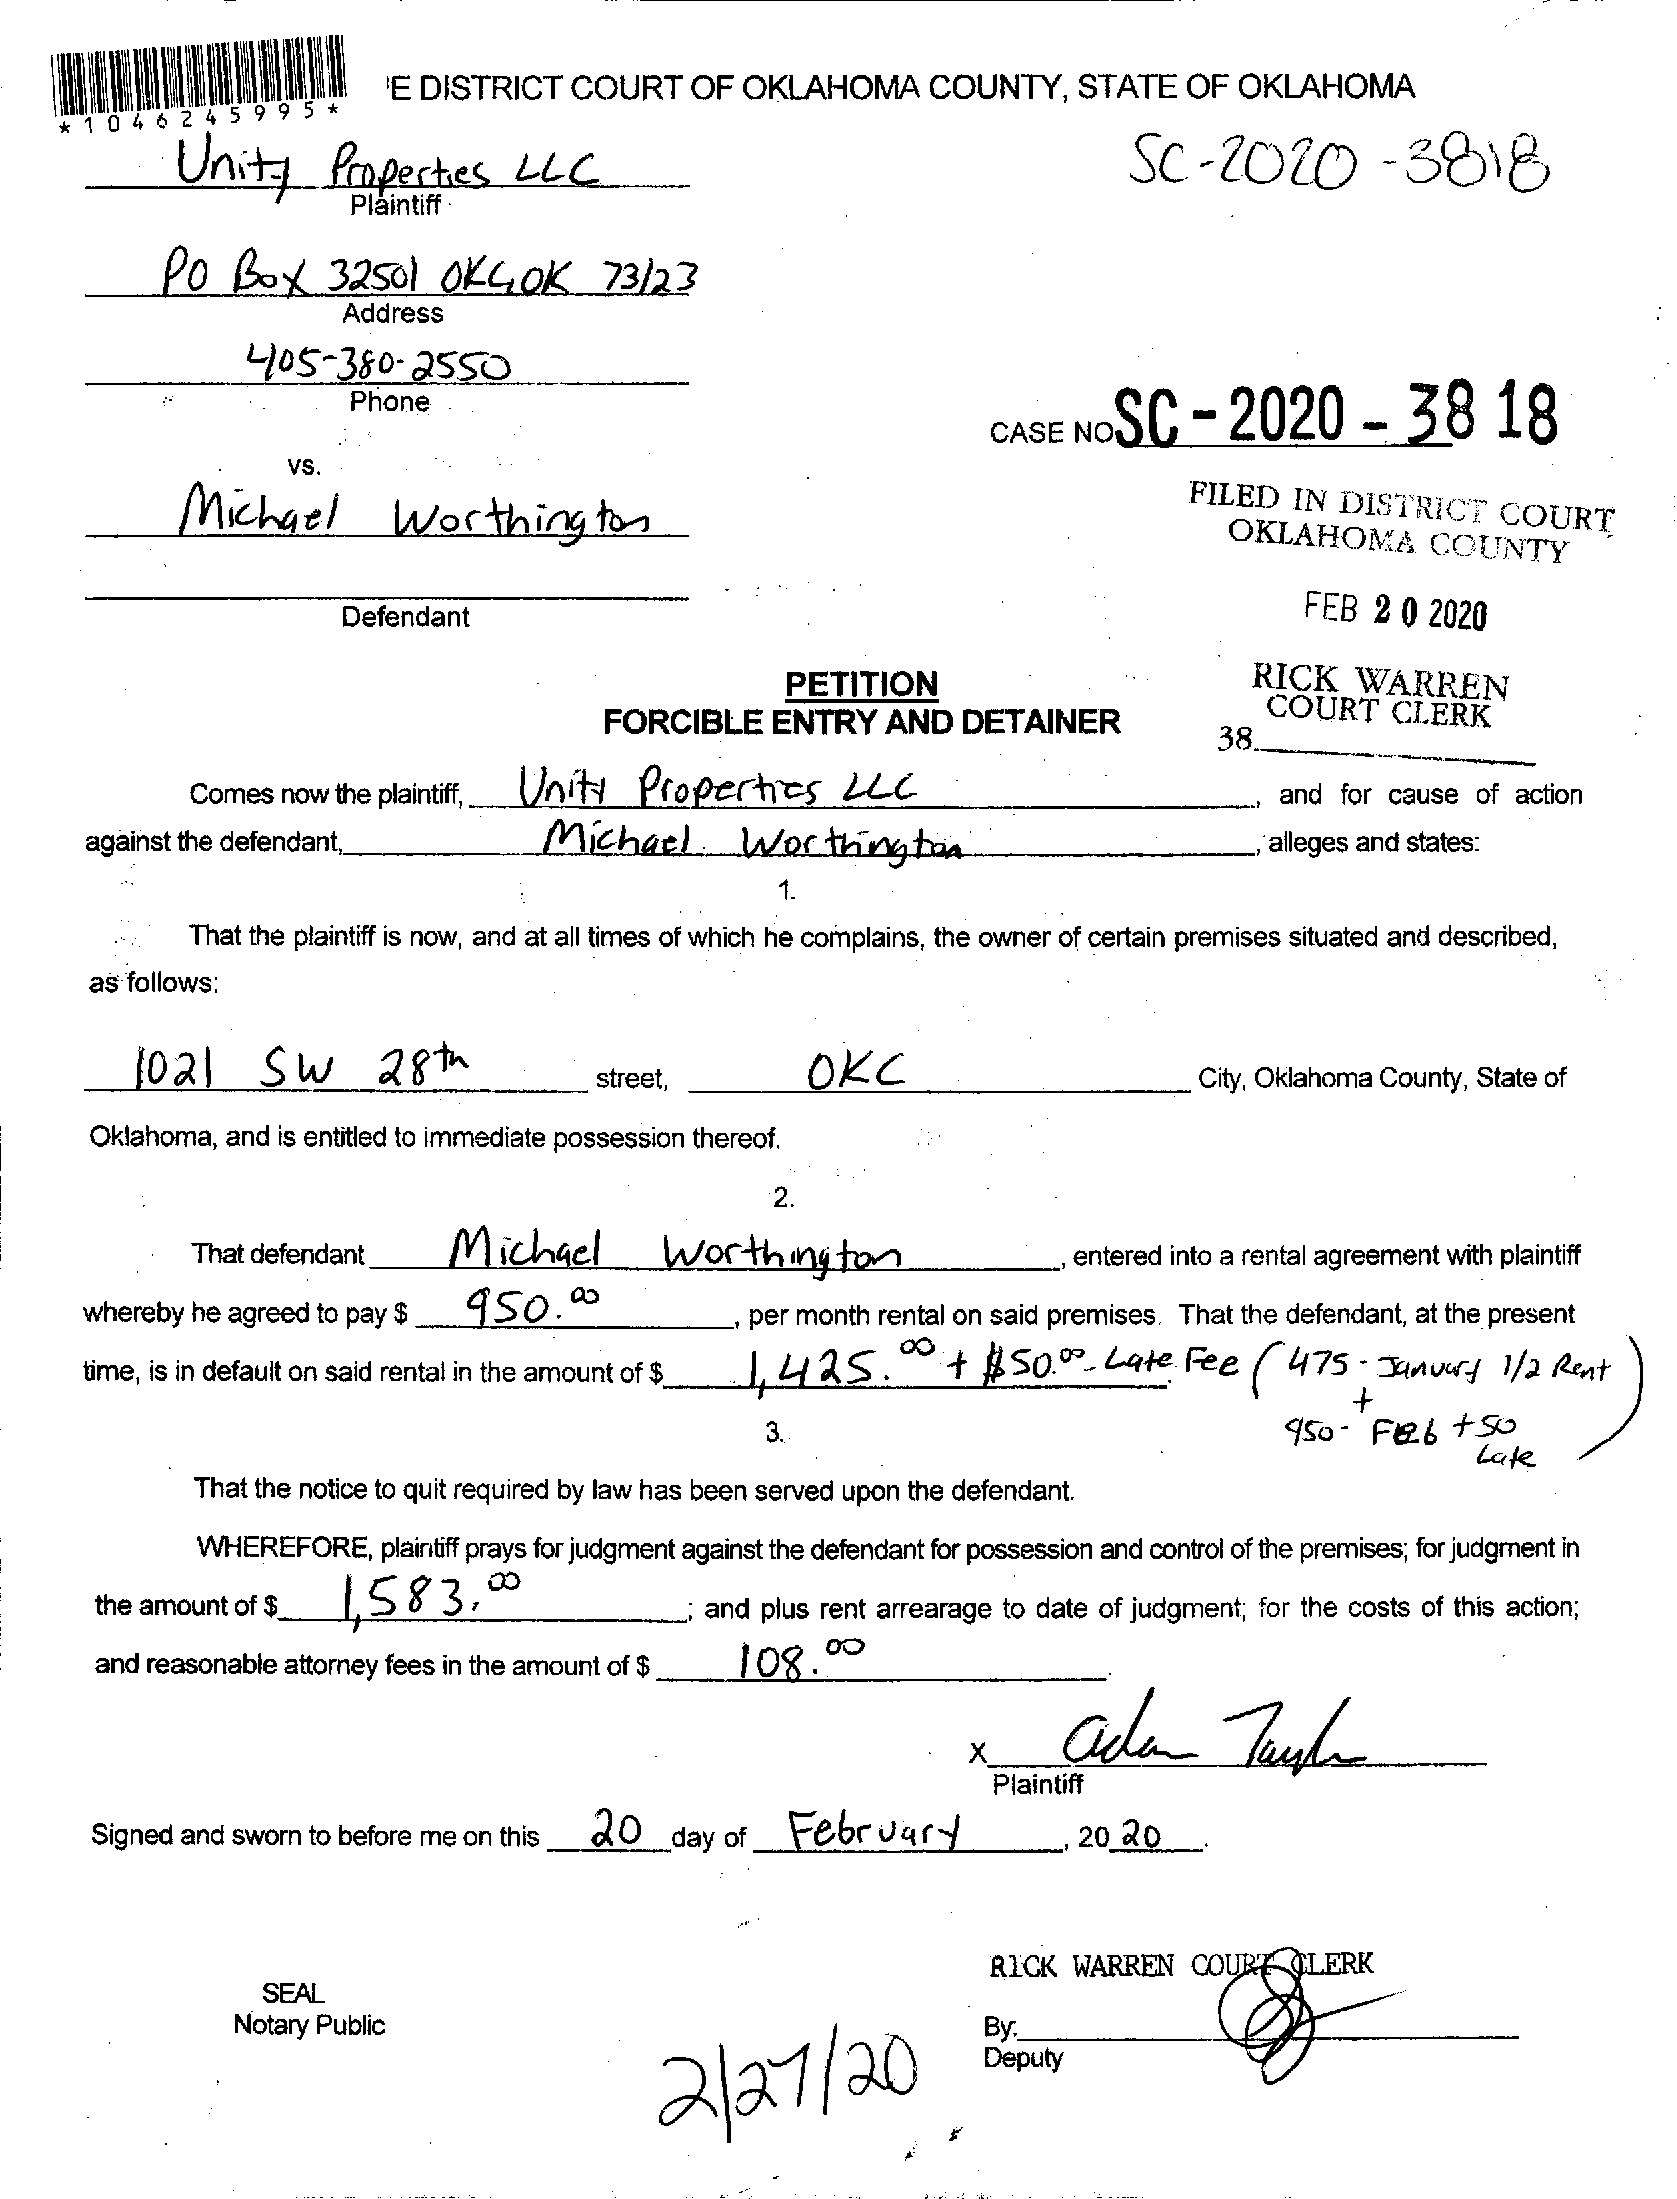 *1046245995*
'E DISTRICT COURT OF OKLAHOMA COUNTY, STATE OF OKLAHOMA
Unity Properties LLC
SC-2020-3818
Plaintiff
PO Box 32501 OKC, OK 73123
Address
405-380-2550
Phone
CASE NO SC-2020-3818
vs.
Michael Worthington
FILED IN DISTRICT COURT
OKLAHOMA COUNTY
Defendant
FEB 20 2020
PETITION
RICK WARREN
COURT CLERK
FORCIBLE ENTRY AND DETAINER
38
Comes now the plaintiff, Unity Properties LLC, and for cause of action
against the defendant, Michael Worthington, alleges and states:
1.
That the plaintiff is now, and at all times of which he complains, the owner of certain premises situated and described,
as follows:
1021 SW 28th street, OKC City, Oklahoma County, State of
Oklahoma, and is entitled to immediate possession thereof.
2.
That defendant Michael Worthington, entered into a rental agreement with plaintiff
whereby he agreed to pay $ 950.00, per month rental on said premises. That the defendant, at the present
time, is in default on said rental in the amount of $ 1,425.00 + $50.00 - Late Fee (475 - January 1/2 Rent
+
3.
950 - Feb + 50
Late)
That the notice to quit required by law has been served upon the defendant.
WHEREFORE, plaintiff prays for judgment against the defendant for possession and control of the premises; for judgment in
the amount of $ 1,583.00; and plus rent arrearage to date of judgment; for the costs of this action;
and reasonable attorney fees in the amount of $ 108.00.
x Adam Taylor
Plaintiff
Signed and sworn to before me on this 20 day of February, 2020.
RICK WARREN COURT CLERK
SEAL
Notary Public
By:
Deputy
2/27/20